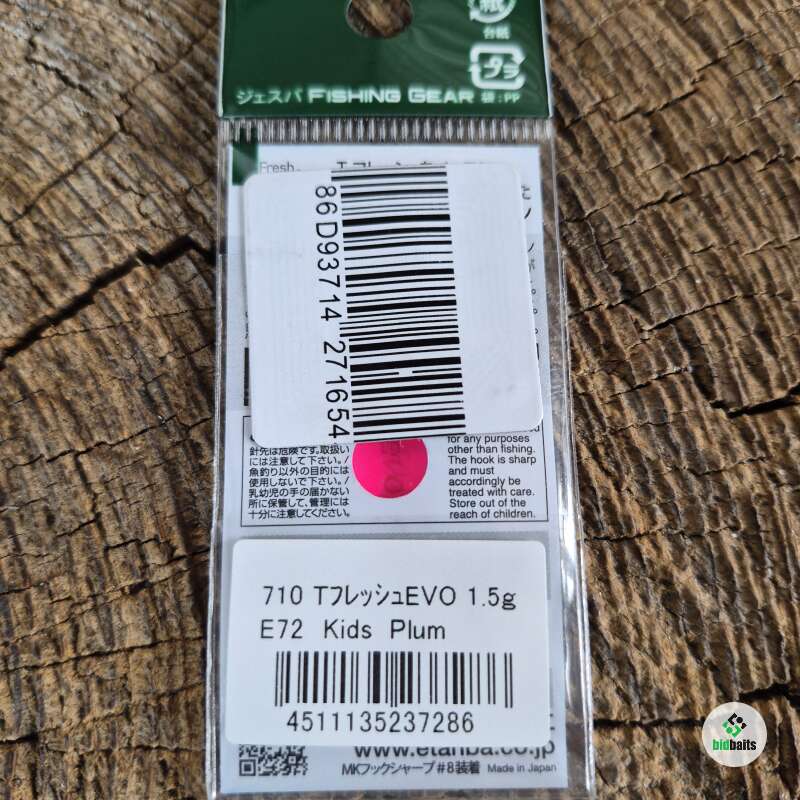 紙
台紙
プラ
ジェスパ FISHING GEAR 袋:PP
Fresh
86D93714 271654
針先は危険です。取扱い
には注意して下さい。/
魚釣り以外の目的には
使用しないで下さい。/
乳幼児の手の届かない
所に保管して、管理には
十分に注意してください。
for any purposes
other than fishing.
The hook is sharp
and must
accordingly be
treated with care.
Store out of the
reach of children.
710 TフレッシュEVO 1.5g
E72 Kids Plum
4511135237286
www.etanba.co.jp
MKフックシャープ#8装着 Made in Japan
bidbaits